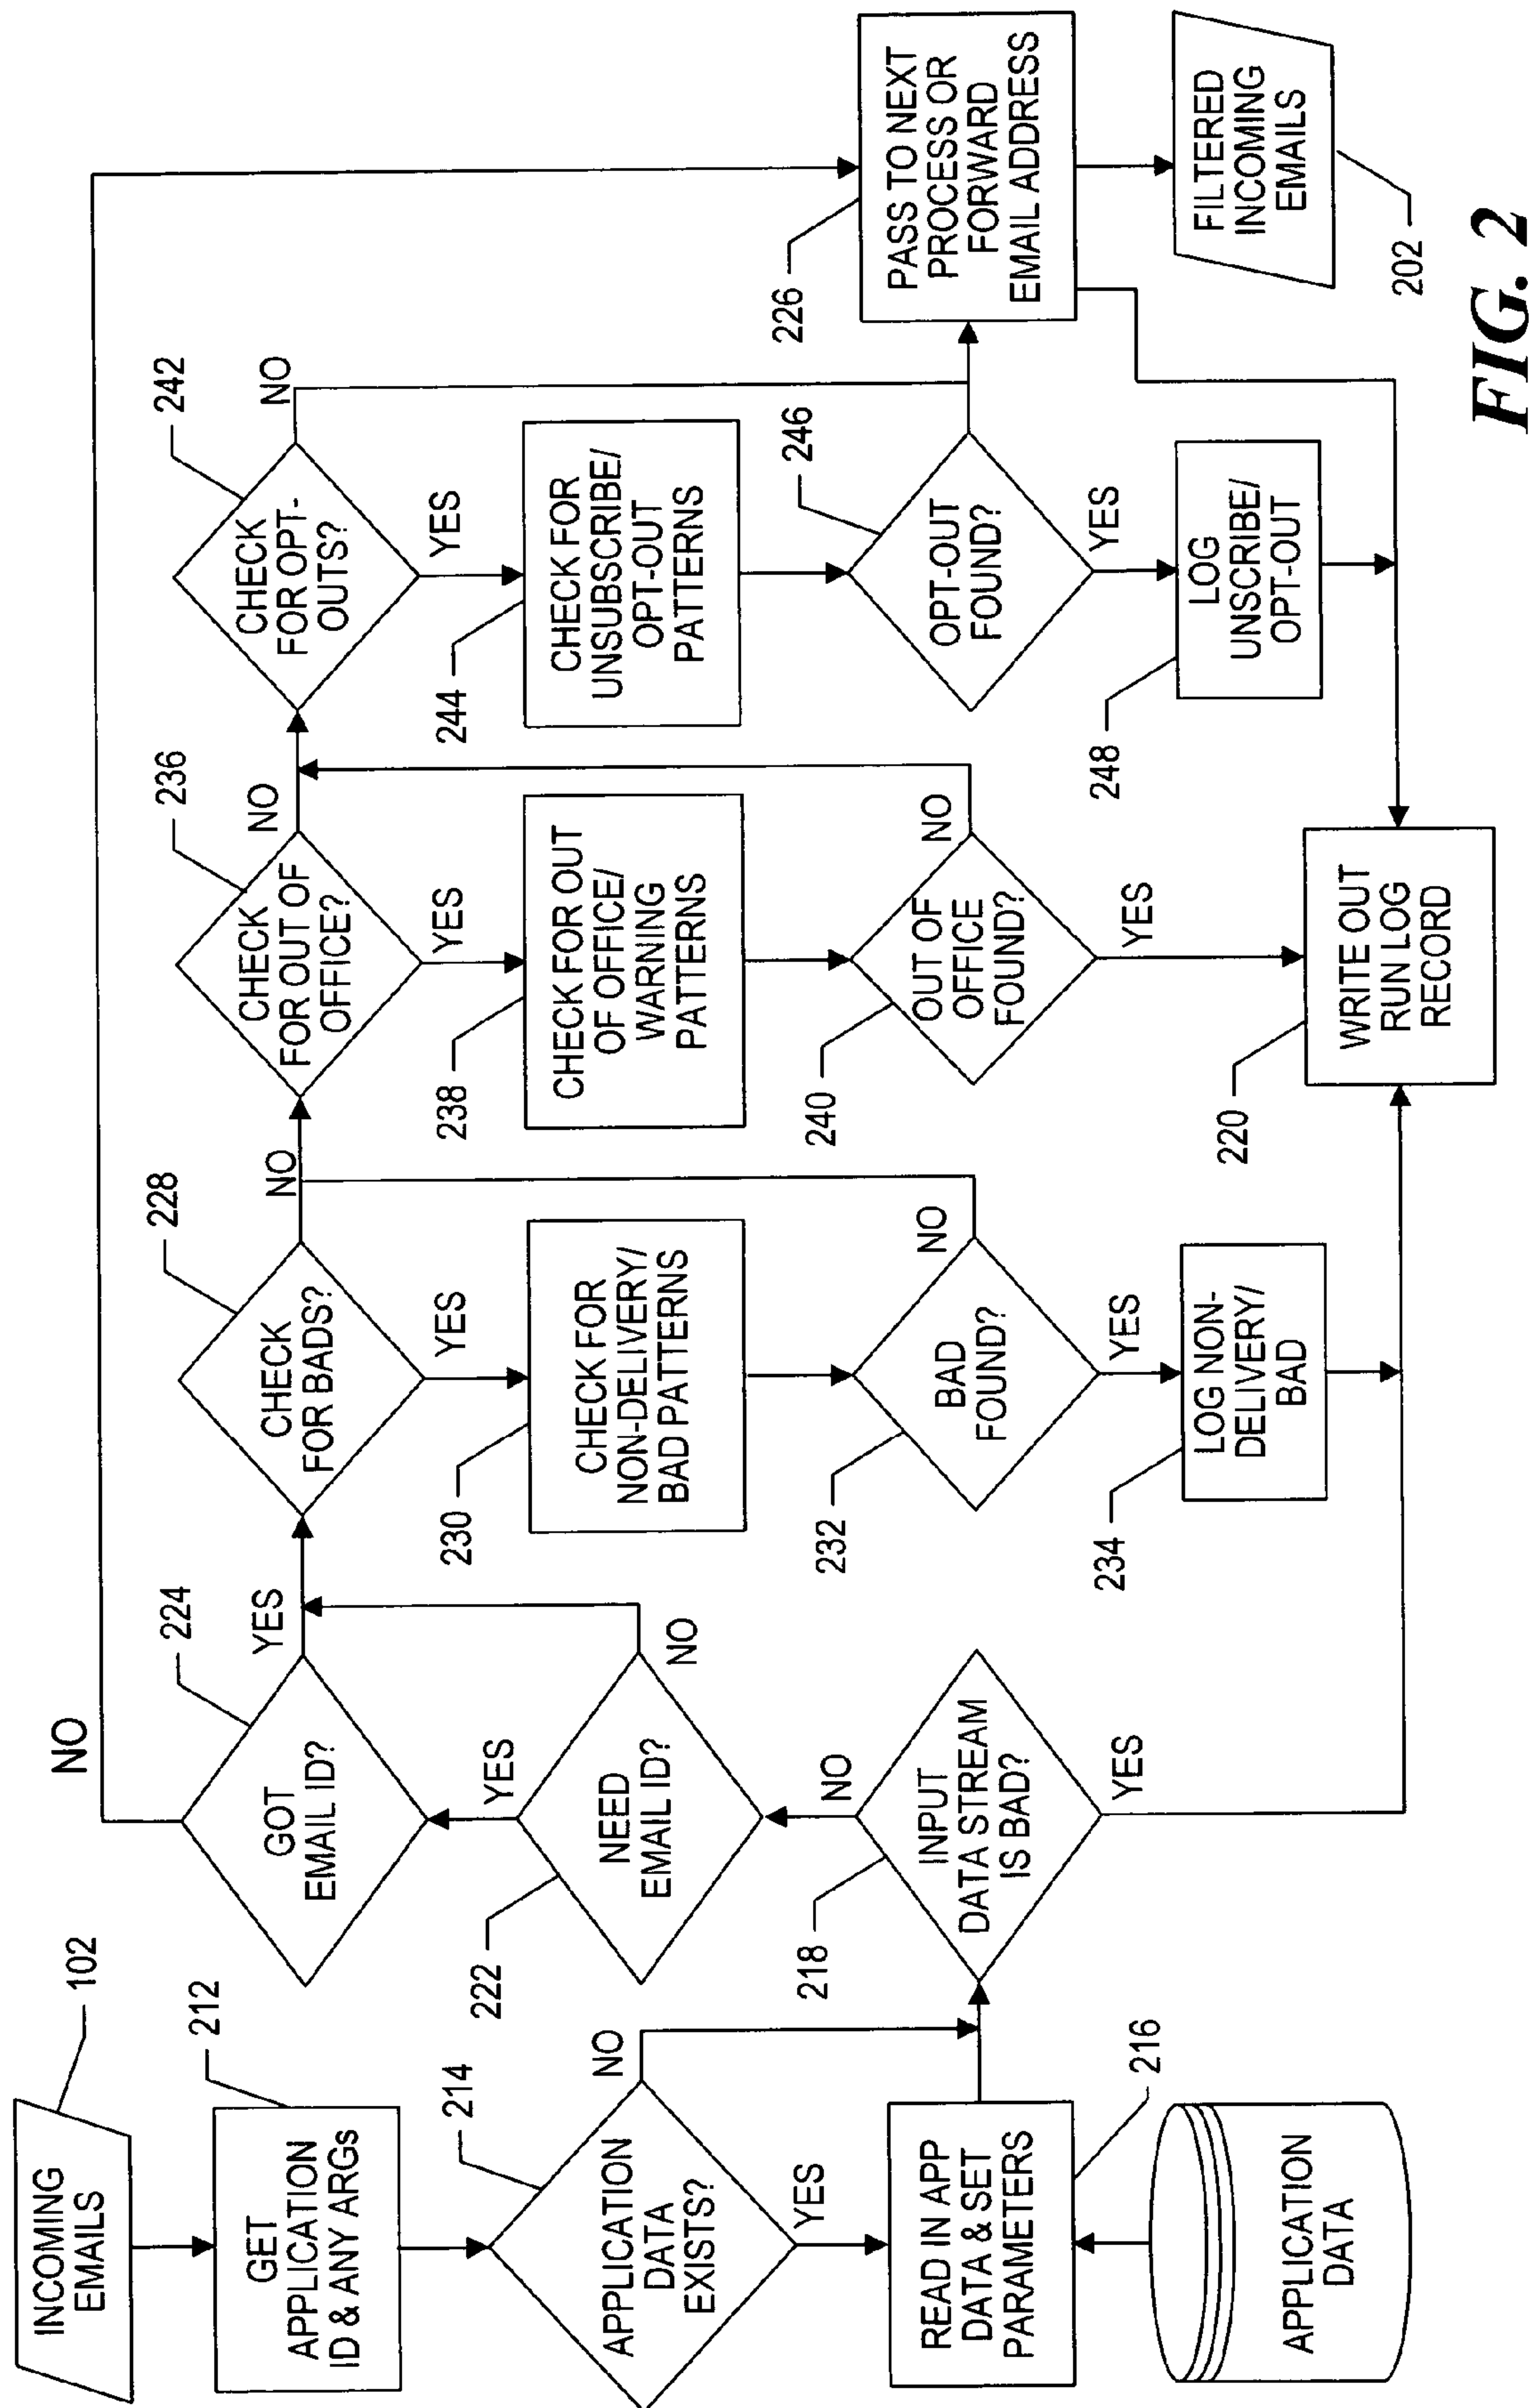 INCOMING
EMAILS
102
GET
APPLICATION
ID & ANY ARGs
212
APPLICATION
DATA
EXISTS?
214
NO
YES
READ IN APP
DATA & SET
PARAMETERS
216
APPLICATION
DATA
NO
GOT
EMAIL ID?
224
YES
YES
NEED
EMAIL ID?
222
NO
NO
INPUT
DATA STREAM
IS BAD?
218
YES
CHECK
FOR BADS?
228
NO
YES
CHECK FOR
NON-DELIVERY/
BAD PATTERNS
230
BAD
FOUND?
232
NO
YES
LOG NON-
DELIVERY/
BAD
234
CHECK
FOR OUT OF
OFFICE?
236
NO
YES
CHECK FOR OUT
OF OFFICE/
WARNING
PATTERNS
238
OUT OF
OFFICE
FOUND?
240
NO
YES
WRITE OUT
RUN LOG
RECORD
220
CHECK
FOR OPT-
OUTS?
242
NO
YES
CHECK FOR
UNSUBSCRIBE/
OPT-OUT
PATTERNS
244
OPT-OUT
FOUND?
246
YES
LOG
UNSCRIBE/
OPT-OUT
248
PASS TO NEXT
PROCESS OR
FORWARD
EMAIL ADDRESS
226
FILTERED
INCOMING
EMAILS
202
FIG. 2